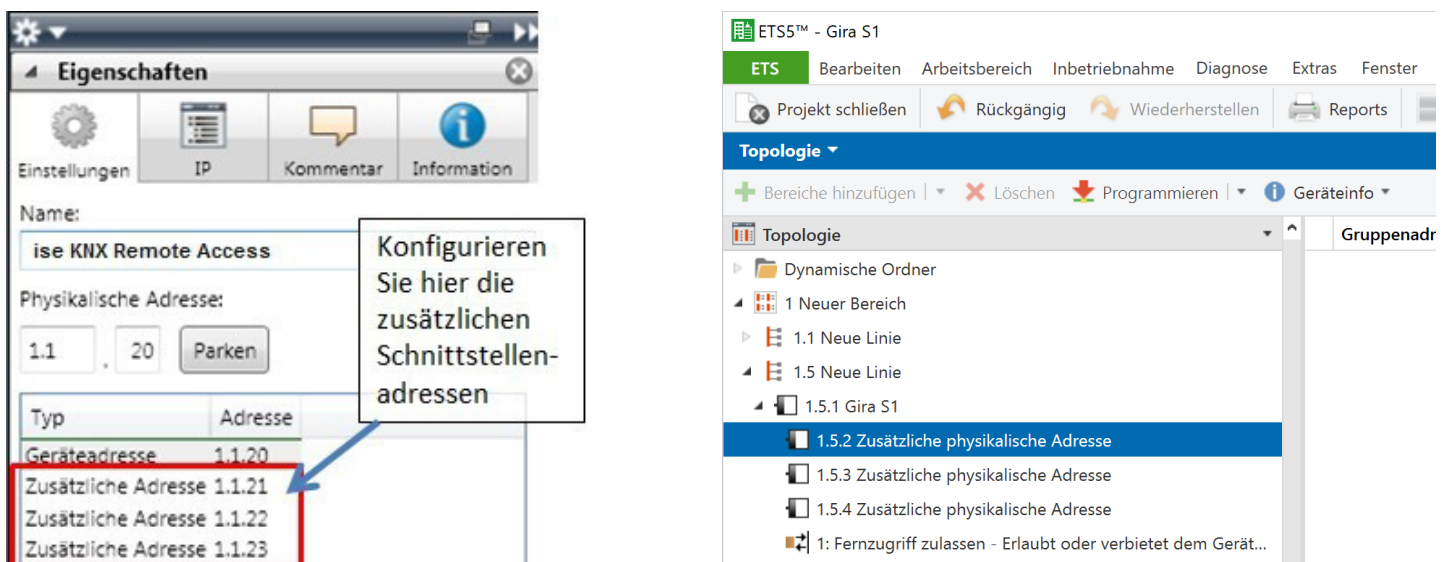 Eigenschaften
Einstellungen
IP
Kommentar
Information
Name:
ise KNX Remote Access
Physikalische Adresse:
1.1 . 20 Parken
Konfigurieren
Sie hier die
zusätzlichen
Schnittstellen-
adressen
Typ Adresse
Geräteadresse 1.1.20
Zusätzliche Adresse 1.1.21
Zusätzliche Adresse 1.1.22
Zusätzliche Adresse 1.1.23
ETS5™ - Gira S1
ETS Bearbeiten Arbeitsbereich Inbetriebnahme Diagnose Extras Fenster
Projekt schließen Rückgängig Wiederherstellen Reports
Topologie
Bereiche hinzufügen Löschen Programmieren Geräteinfo
Topologie
Gruppenadr
Dynamische Ordner
1 Neuer Bereich
1.1 Neue Linie
1.5 Neue Linie
1.5.1 Gira S1
1.5.2 Zusätzliche physikalische Adresse
1.5.3 Zusätzliche physikalische Adresse
1.5.4 Zusätzliche physikalische Adresse
1: Fernzugriff zulassen - Erlaubt oder verbietet dem Gerät...